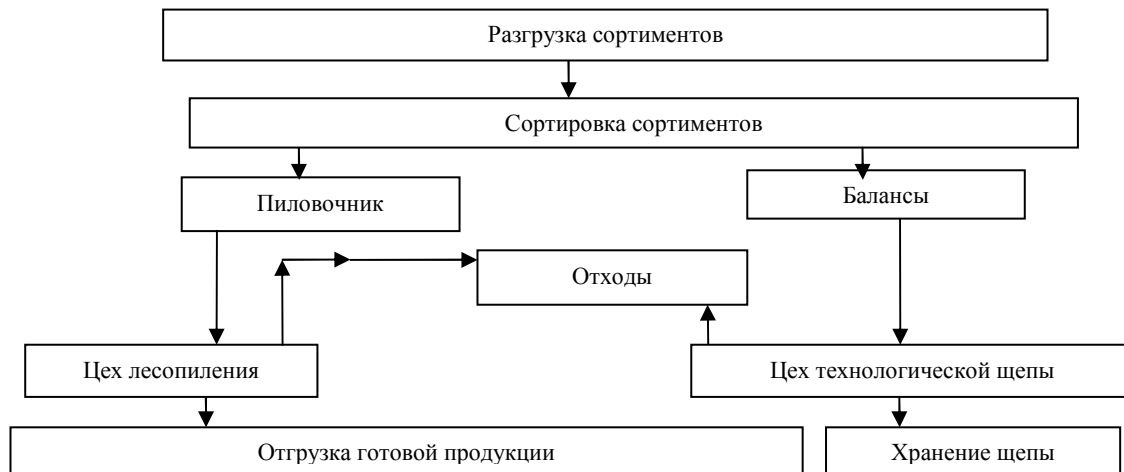 Разгрузка сортиментов
Сортировка сортиментов
Пиловочник
Балансы
Отходы
Цех лесопиления
Цех технологической щепы
Отгрузка готовой продукции
Хранение щепы